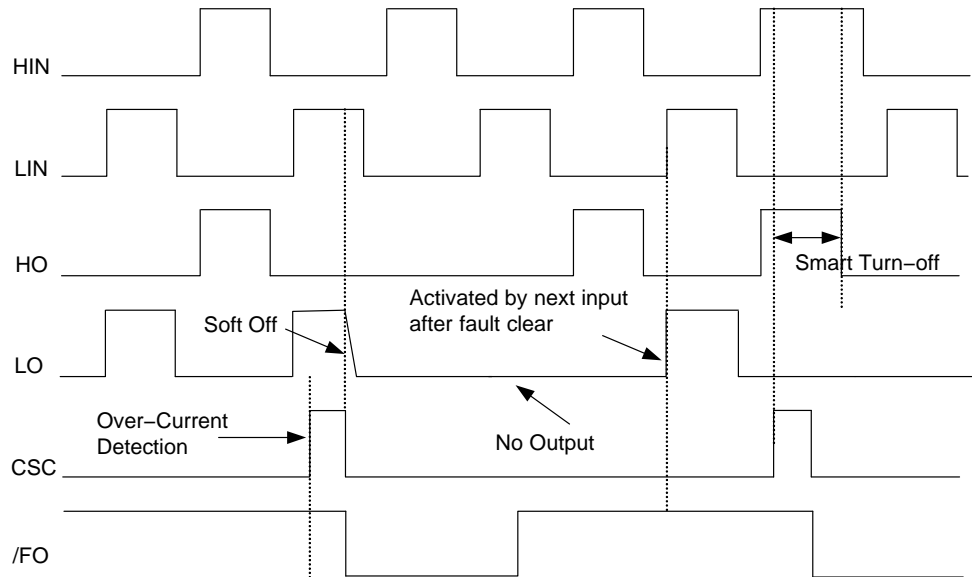 HIN
LIN
HO
Smart Turn−off
Activated by next input
after fault clear
Soft Off
LO
Over−Current
Detection
No Output
CSC
/FO